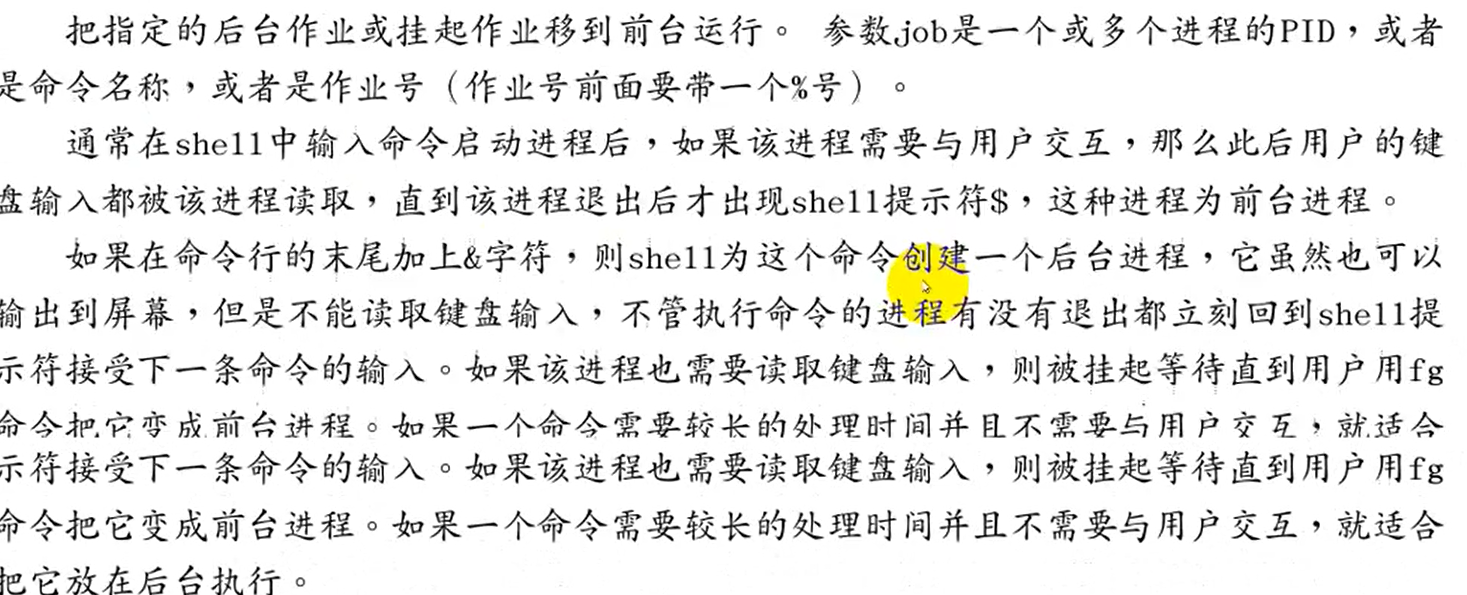 把指定的后台作业或挂起作业移到前台运行。 参数job是一个或多个进程的PID，或者
是命令名称，或者是作业号（作业号前面要带一个%号）。
通常在shell中输入命令启动进程后，如果该进程需要与用户交互，那么此后用户的键
盘输入都被该进程读取，直到该进程退出后才出现shell提示符$，这种进程为前台进程。
如果在命令行的末尾加上&字符，则shell为这个命令创建一个后台进程，它虽然也可以
输出到屏幕，但是不能读取键盘输入，不管执行命令的进程有没有退出都立刻回到shell提
示符接受下一条命令的输入。如果该进程也需要读取键盘输入，则被挂起等待直到用户用fg
命令把它变成前台进程。如果一个命令需要较长的处理时间并且不需要与用户交互，就适合
示符接受下一条命令的输入。如果该进程也需要读取键盘输入，则被挂起等待直到用户用fg
命令把它变成前台进程。如果一个命令需要较长的处理时间并且不需要与用户交互，就适合
把它放在后台执行。